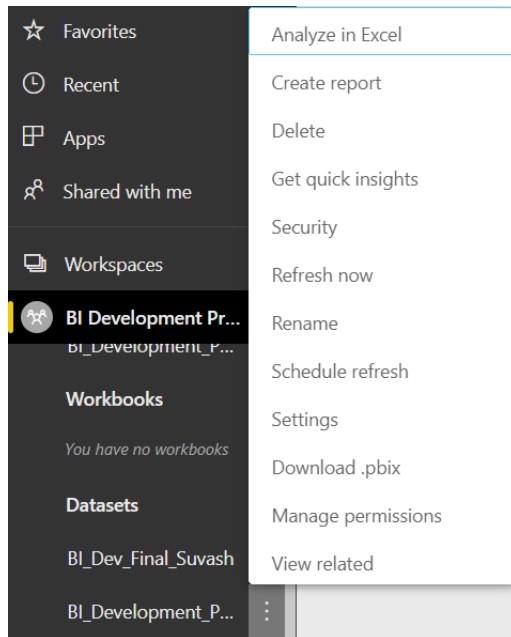 Favorites
Recent
Apps
Shared with me
Workspaces
BI Development Pr...
BI_Development_P...
Workbooks
You have no workbooks
Datasets
BI_Dev_Final_Suvash
BI_Development_P...
Analyze in Excel
Create report
Delete
Get quick insights
Security
Refresh now
Rename
Schedule refresh
Settings
Download .pbix
Manage permissions
View related